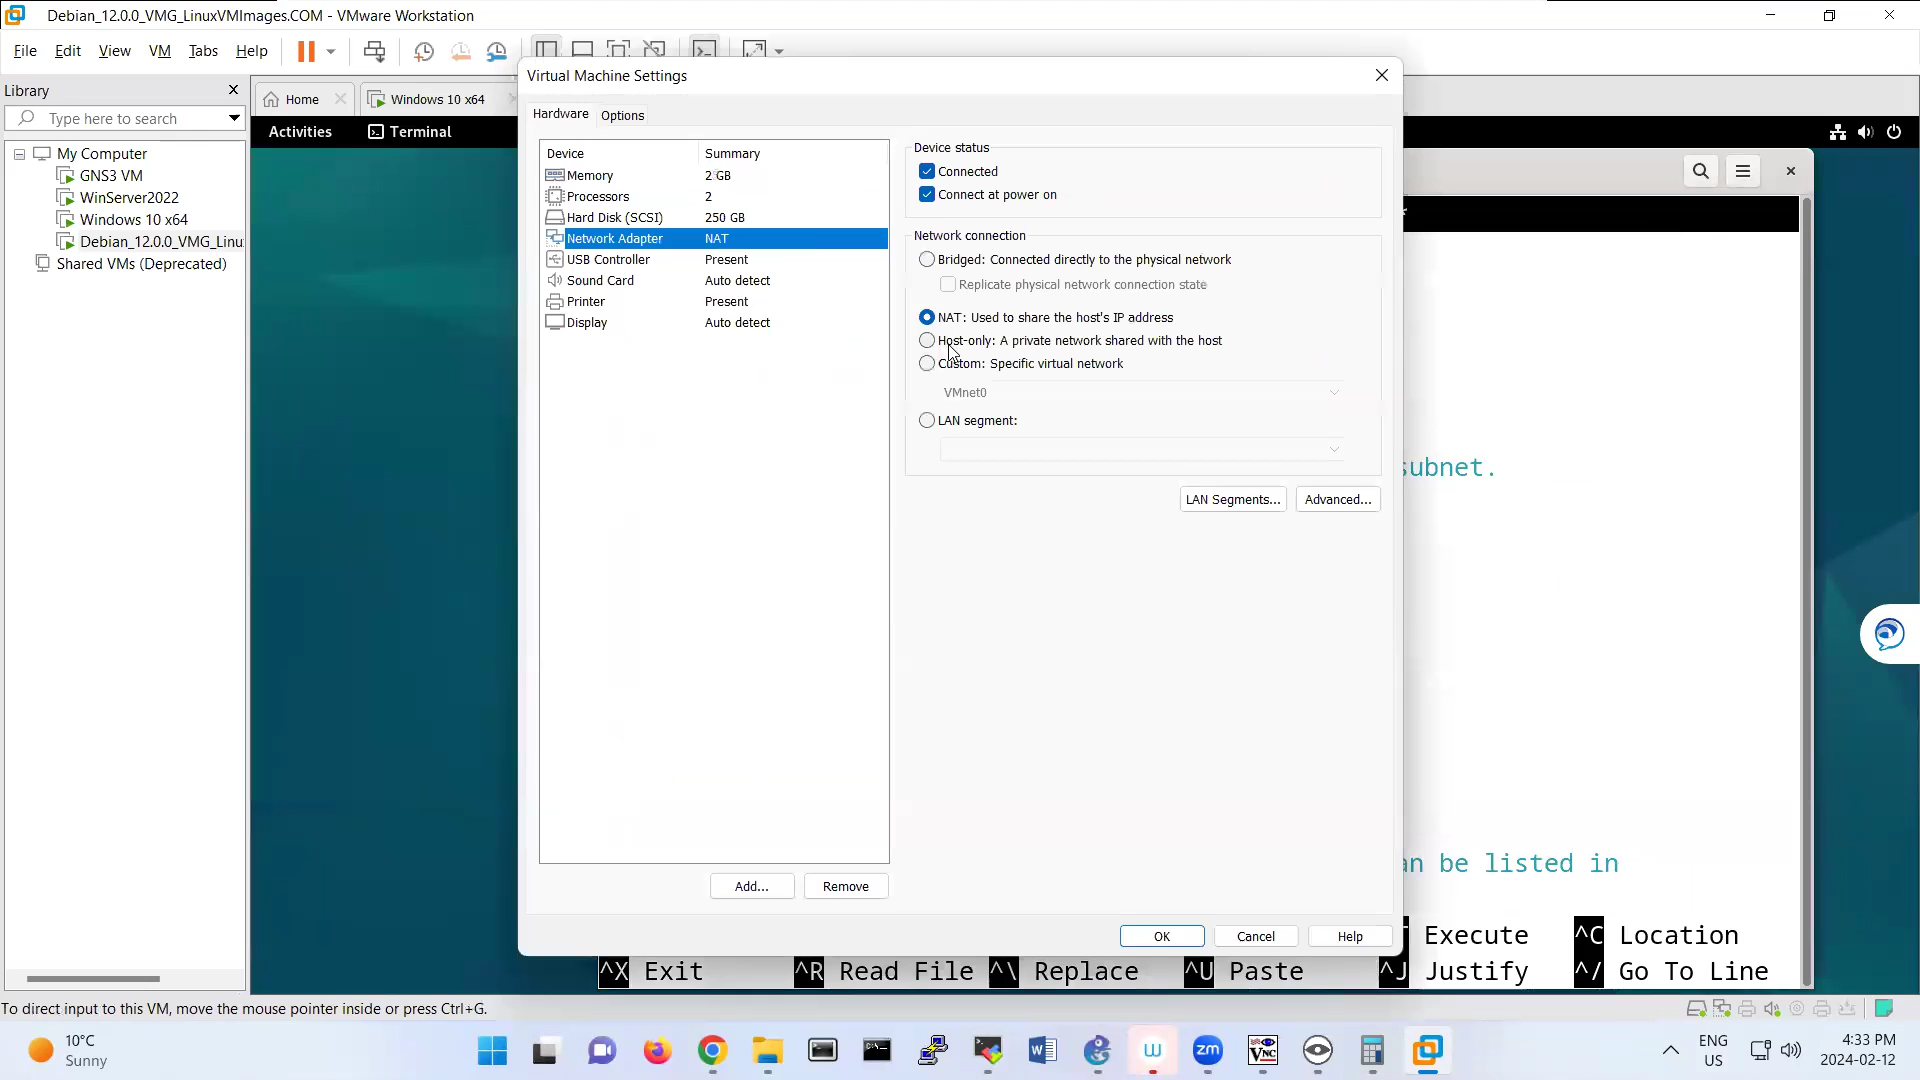 Debian_12.0.0_VMG_LinuxVMImages.COM - VMware Workstation
File Edit View VM Tabs Help
Library
Type here to search
My Computer
GNS3 VM
WinServer2022
Windows 10 x64
Debian_12.0.0_VMG_Linu
Shared VMs (Deprecated)
Home
Windows 10 x64
Activities
Terminal
Virtual Machine Settings
Hardware Options
Device Summary
Memory 2 GB
Processors 2
Hard Disk (SCSI) 250 GB
Network Adapter NAT
USB Controller Present
Sound Card Auto detect
Printer Present
Display Auto detect
Add... Remove
Device status
Connected
Connect at power on
Network connection
Bridged: Connected directly to the physical network
Replicate physical network connection state
NAT: Used to share the host's IP address
Host-only: A private network shared with the host
Custom: Specific virtual network
VMnet0
LAN segment:
LAN Segments... Advanced...
OK Cancel Help
subnet.
an be listed in
Execute ^C Location
^X Exit ^R Read File ^\ Replace ^U Paste ^J Justify ^/ Go To Line
To direct input to this VM, move the mouse pointer inside or press Ctrl+G.
10°C
Sunny
W
zm
VNC
ENG
US
4:33 PM
2024-02-12